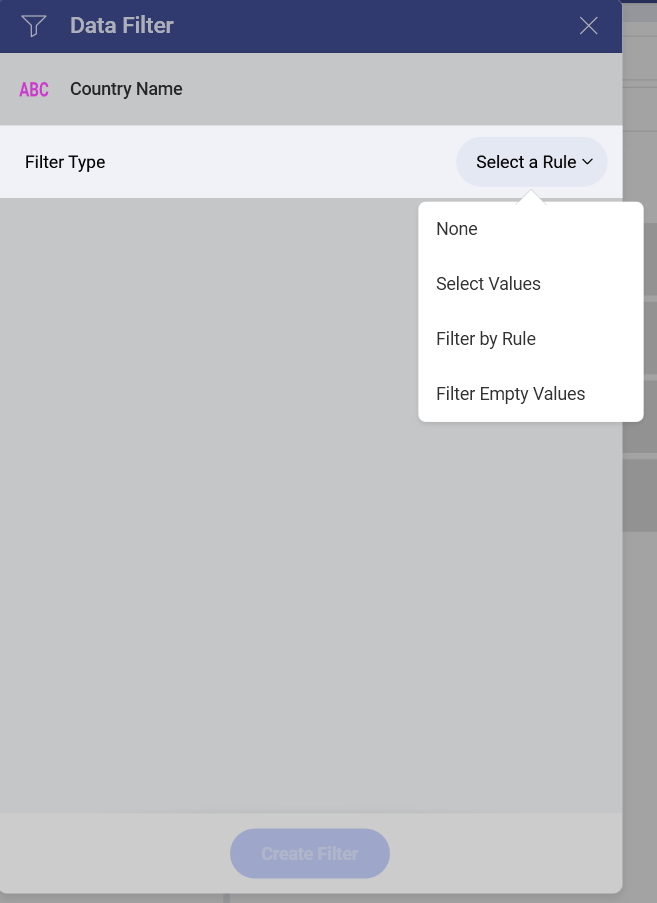 Data Filter
ABC Country Name
Filter Type Select a Rule
None
Select Values
Filter by Rule
Filter Empty Values
Create Filter